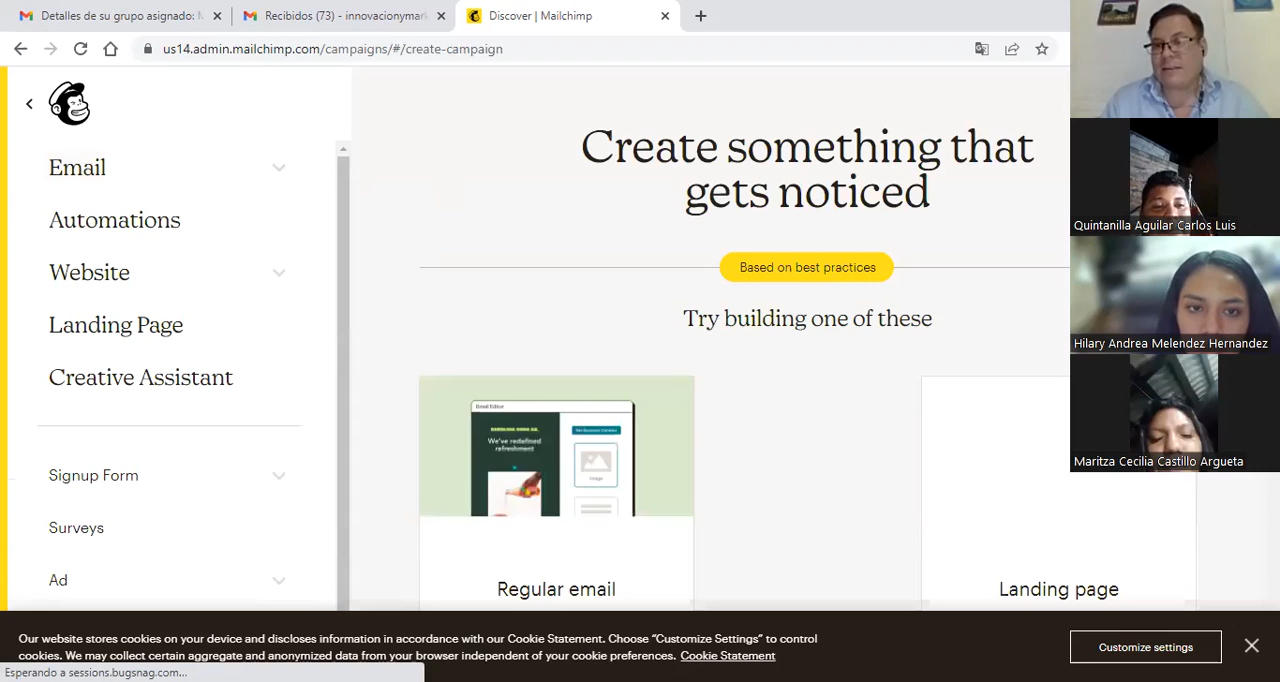 Detalles de su grupo asignado: M
Recibidos (73) - innovacionymark
Discover | Mailchimp
us14.admin.mailchimp.com/campaigns/#/create-campaign
Email
Automations
Website
Landing Page
Creative Assistant
Signup Form
Surveys
Ad
Create something that
gets noticed
Based on best practices
Try building one of these
Email Editor
We've redefined
refreshment
Image
Regular email
Landing page
Quintanilla Aguilar Carlos Luis
Hilary Andrea Melendez Hernandez
Maritza Cecilia Castillo Argueta
Our website stores cookies on your device and discloses information in accordance with our Cookie Statement. Choose “Customize Settings” to control
cookies. We may collect certain aggregate and anonymized data from your browser independent of your cookie preferences. Cookie Statement
Customize settings
Esperando a sessions.bugsnag.com...